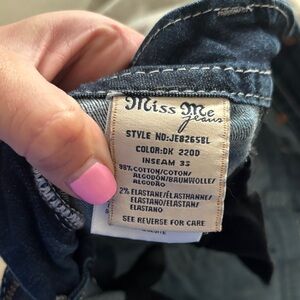 Miss Me
Jeans
STYLE NO:JE8265BL
COLOR:DK 220D
INSEAM 33
98% COTTON/COTON/
ALGODÓN/BAUMWOLLE/
ALGODÃO
2% ELASTANE/ÉLASTHANNE/
ELASTANO/ELASTAN/
ELASTANO
SEE REVERSE FOR CARE